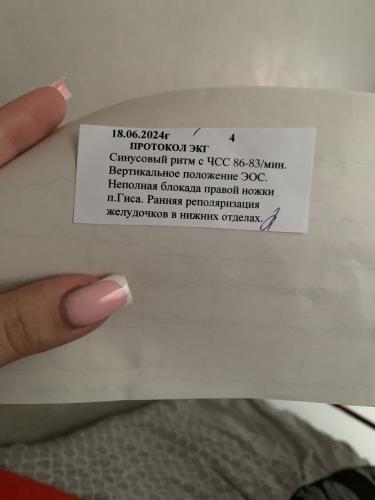 18.06.2024г 4
ПРОТОКОЛ ЭКГ
Синусовый ритм с ЧСС 86-83/мин.
Вертикальное положение ЭОС.
Неполная блокада правой ножки
п.Гиса. Ранняя реполяризация
желудочков в нижних отделах.